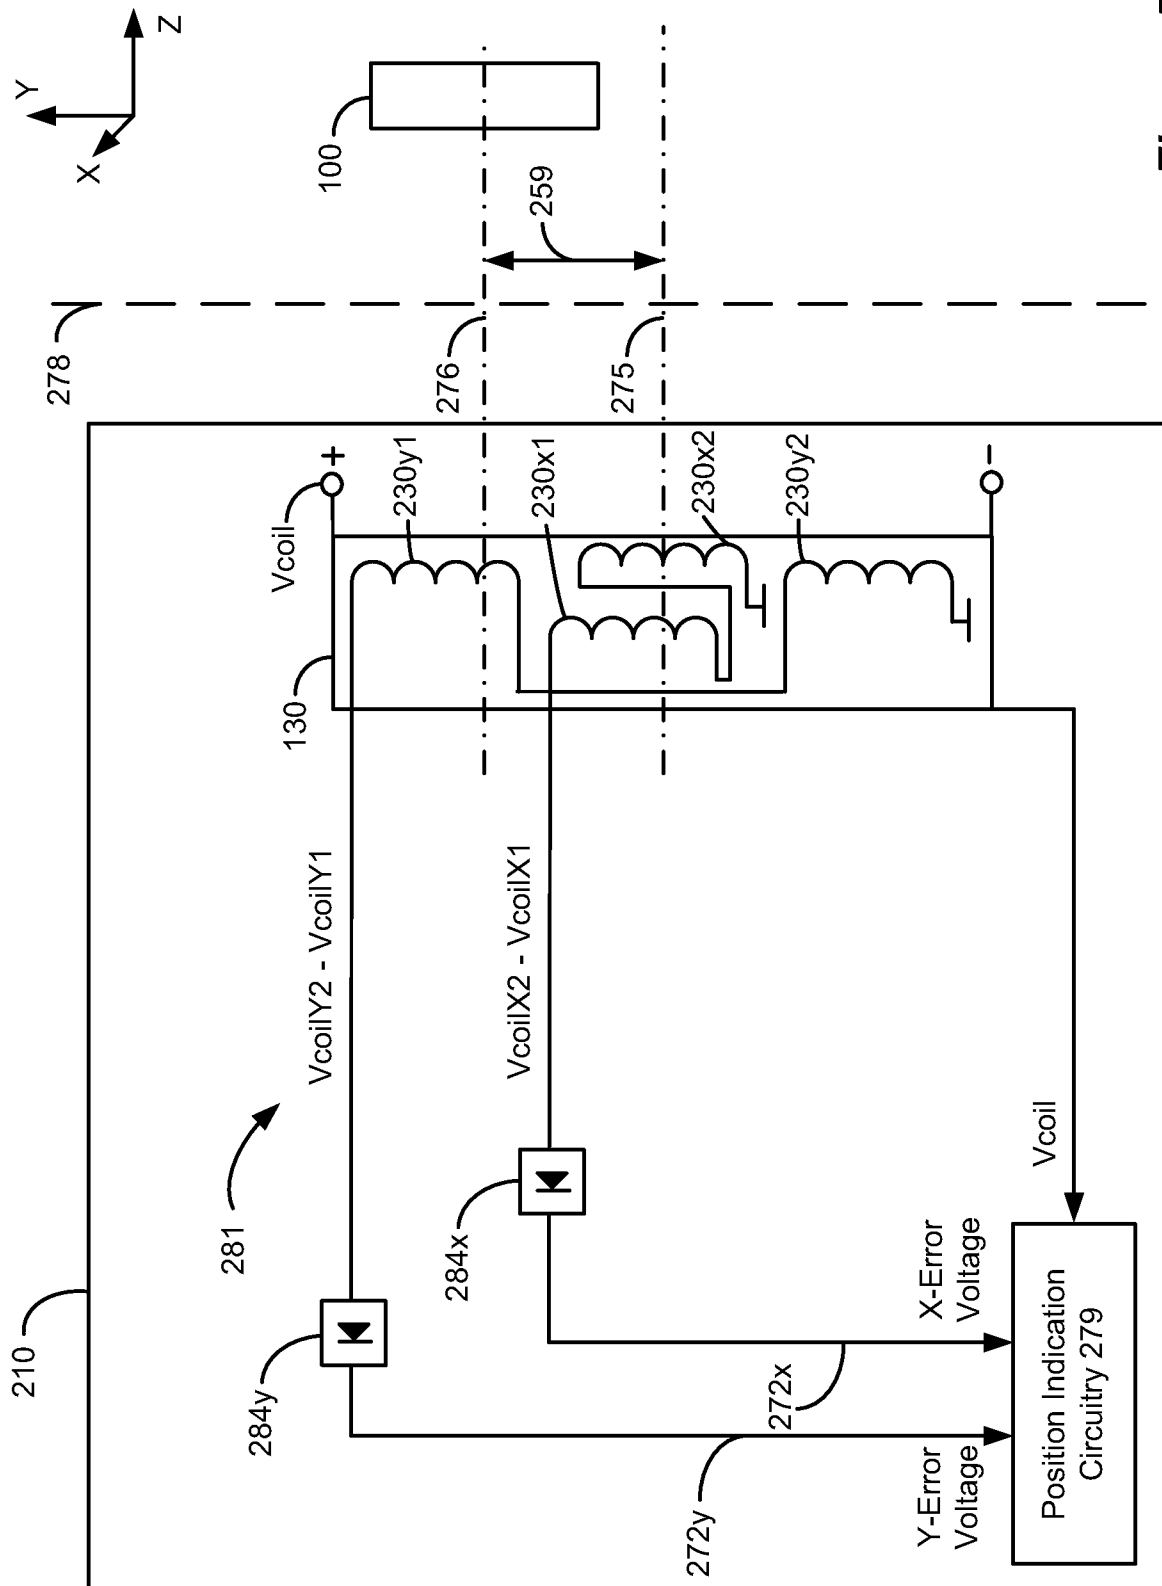 Y
Z
X
100
259
278
276
275
Vcoil
+
-
230y1
230x1
230x2
230y2
130
VcoilY2 - VcoilY1
VcoilX2 - VcoilX1
281
210
284y
284x
272y
272x
Vcoil
Y-Error
Voltage
X-Error
Voltage
Position Indication
Circuitry 279